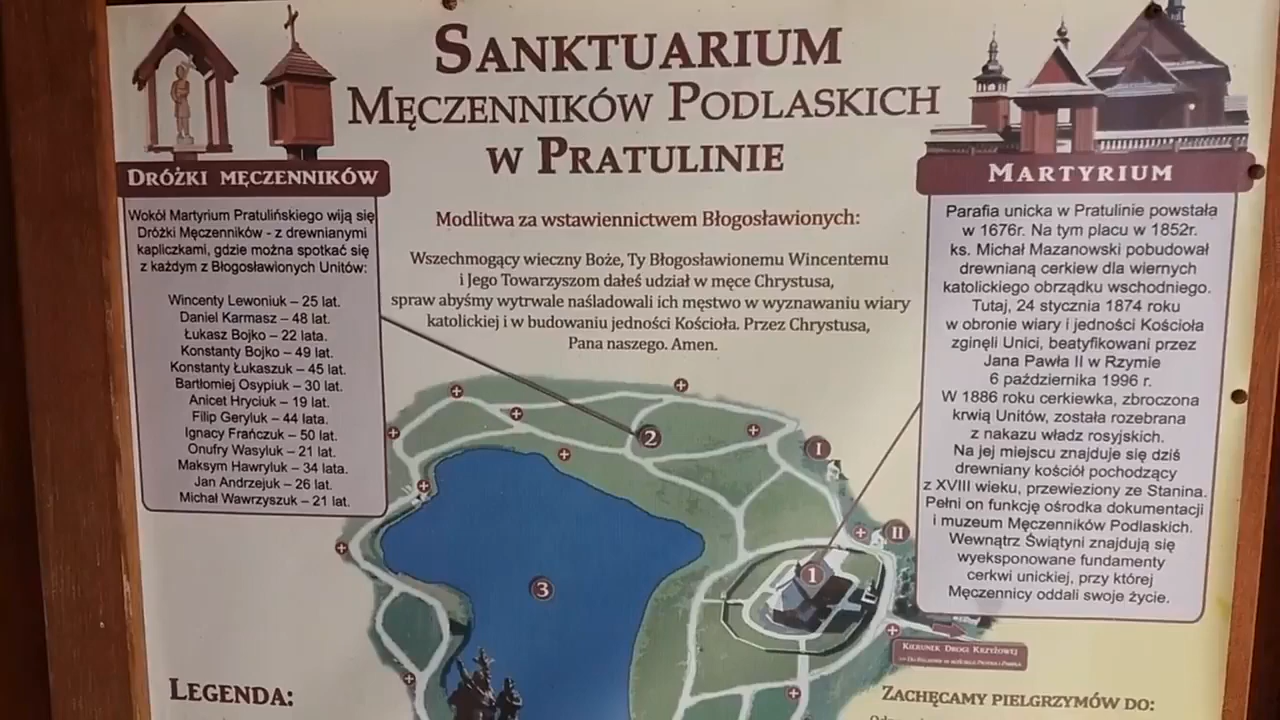 SANKTUARIUM
MĘCZENNIKÓW PODLASKICH
W PRATULINIE
DRÓŻKI MĘCZENNIKÓW
Wokół Martyrium Pratulińskiego wiją się
Dróżki Męczenników - z drewnianymi
kapliczkami, gdzie można spotkać się
z każdym z Błogosławionych Unitów:
Wincenty Lewoniuk – 25 lat.
Daniel Karmasz – 48 lat.
Łukasz Bojko – 22 lata.
Konstanty Bojko – 49 lat.
Konstanty Łukaszuk – 45 lat.
Bartłomiej Osypiuk – 30 lat.
Anicet Hryciuk – 19 lat.
Filip Geryluk – 44 lata.
Ignacy Frańczuk – 50 lat.
Onufry Wasyluk – 21 lat.
Maksym Hawryluk – 34 lata.
Jan Andrzejuk – 26 lat.
Michał Wawrzyszuk – 21 lat.
Modlitwa za wstawiennictwem Błogosławionych:
Wszechmogący wieczny Boże, Ty Błogosławionemu Wincentemu
i Jego Towarzyszom dałeś udział w męce Chrystusa,
spraw abyśmy wytrwale naśladowali ich męstwo w wyznawaniu wiary
katolickiej i w budowaniu jedności Kościoła. Przez Chrystusa,
Pana naszego. Amen.
MARTYRIUM
Parafia unicka w Pratulinie powstała
w 1676r. Na tym placu w 1852r.
ks. Michał Mazanowski pobudował
drewnianą cerkiew dla wiernych
katolickiego obrządku wschodniego.
Tutaj, 24 stycznia 1874 roku
w obronie wiary i jedności Kościoła
zginęli Unici, beatyfikowani przez
Jana Pawła II w Rzymie
6 października 1996 r.
W 1886 roku cerkiewka, zbroczona
krwią Unitów, została rozebrana
z nakazu władz rosyjskich.
Na jej miejscu znajduje się dziś
drewniany kościół pochodzący
z XVIII wieku, przewieziony ze Stanina.
Pełni on funkcję ośrodka dokumentacji
i muzeum Męczenników Podlaskich.
Wewnątrz Świątyni znajdują się
wyeksponowane fundamenty
cerkwi unickiej, przy której
Męczennicy oddali swoje życie.
2
I
II
1
3
KIERUNEK DROGI KRZYŻOWEJ
LEGENDA:
ZACHĘCAMY PIELGRZYMÓW DO: